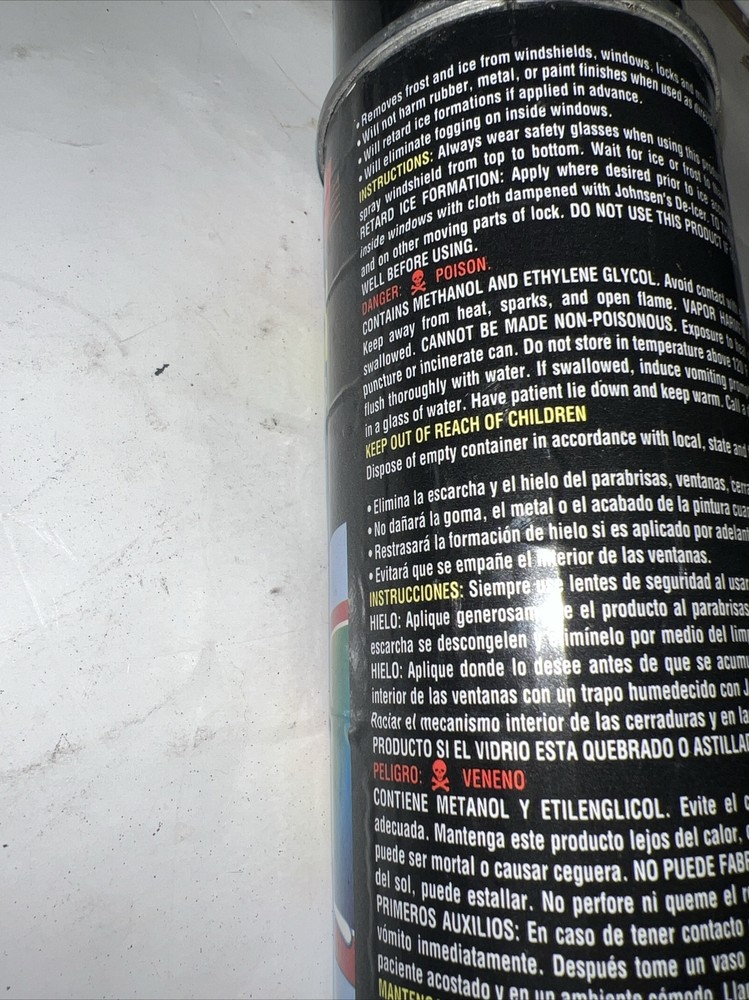 • Removes frost and ice from windshields, windows, locks and
• Will not harm rubber, metal, or paint finishes when used as
• Will retard ice formations if applied in advance.
• Will eliminate fogging on inside windows.
INSTRUCTIONS: Always wear safety glasses when using this
spray windshield from top to bottom. Wait for ice or frost to
RETARD ICE FORMATION: Apply where desired prior to ice
inside windows with cloth dampened with Johnsen's De-Icer. TO
and on other moving parts of lock. DO NOT USE THIS PRODUCT
WELL BEFORE USING.
DANGER: POISON.
CONTAINS METHANOL AND ETHYLENE GLYCOL. Avoid contact
Keep away from heat, sparks, and open flame. VAPOR
swallowed. CANNOT BE MADE NON-POISONOUS. Exposure to
puncture or incinerate can. Do not store in temperature above 120
flush thoroughly with water. If swallowed, induce vomiting
in a glass of water. Have patient lie down and keep warm. Call a
KEEP OUT OF REACH OF CHILDREN
Dispose of empty container in accordance with local, state and
• Elimina la escarcha y el hielo del parabrisas, ventanas,
• No dañará la goma, el metal o el acabado de la pintura
• Restrasará la formación de hielo si es aplicado por
• Evitará que se empañe el interior de las ventanas.
INSTRUCCIONES: Siempre use lentes de seguridad al usar
HIELO: Aplique generosamente el producto al parabrisas
escarcha se descongelen y elimínelo por medio del
HIELO: Aplique donde lo desee antes de que se
interior de las ventanas con un trapo humedecido con
Rocíar el mecanismo interior de las cerraduras y en la
PRODUCTO SI EL VIDRIO ESTA QUEBRADO O
PELIGRO: VENENO
CONTIENE METANOL Y ETILENGLICOL. Evite el
adecuada. Mantenga este producto lejos del calor,
puede ser mortal o causar ceguera. NO PUEDE
del sol, puede estallar. No perfore ni queme el
PRIMEROS AUXILIOS: En caso de tener contacto
vómito inmediatamente. Después tome un vaso
paciente acostado y en un ambiente cómodo.